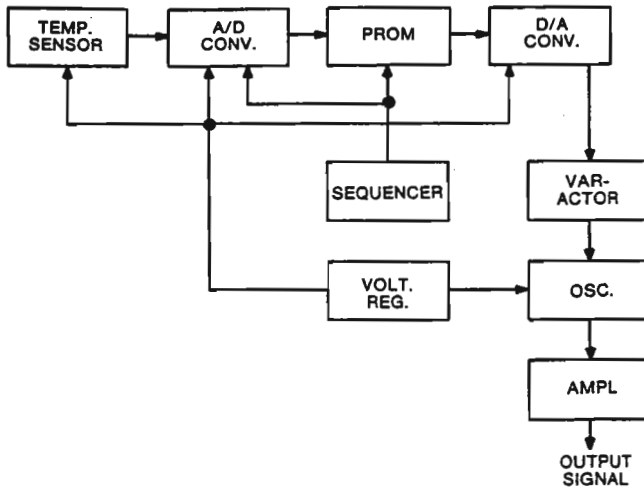 TEMP.
SENSOR
A/D
CONV.
PROM
D/A
CONV.
SEQUENCER
VAR-
ACTOR
VOLT.
REG.
OSC.
AMPL
OUTPUT
SIGNAL